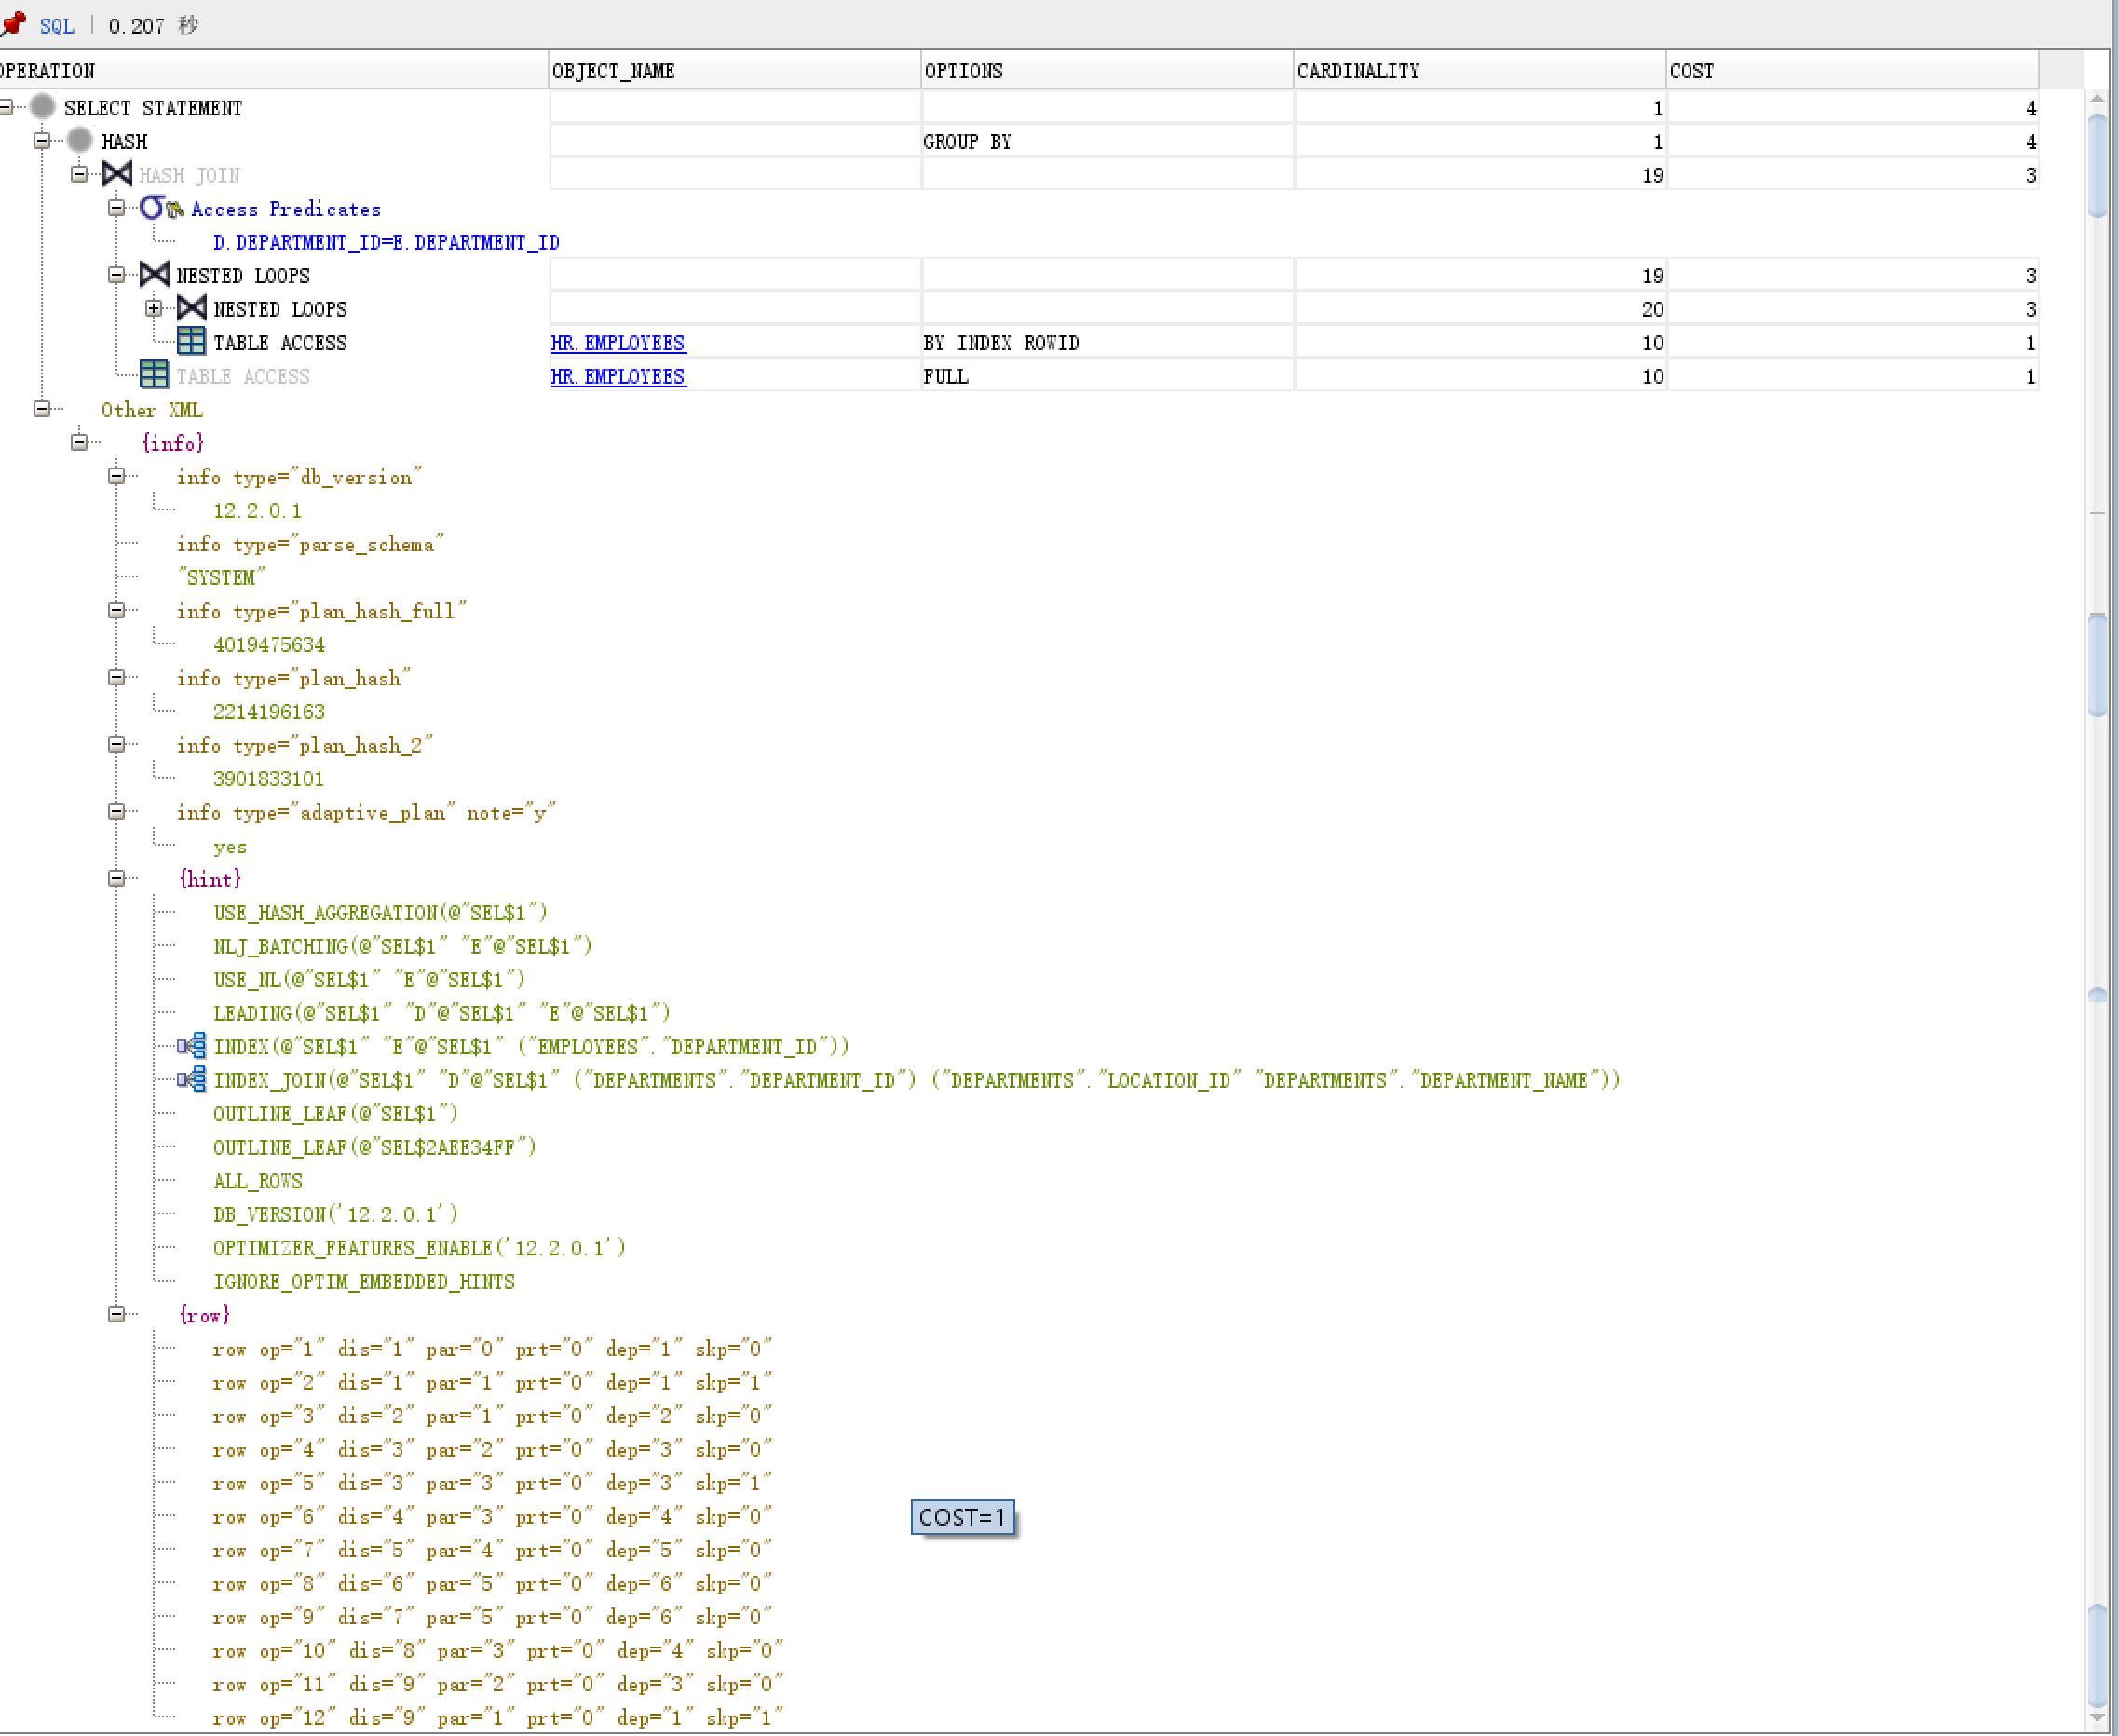 SQL | 0.207 秒
OPERATION OBJECT_NAME OPTIONS CARDINALITY COST
SELECT STATEMENT 1 4
HASH GROUP BY 1 4
HASH JOIN 19 3
Access Predicates
D.DEPARTMENT_ID=E.DEPARTMENT_ID
NESTED LOOPS 19 3
NESTED LOOPS 20 3
TABLE ACCESS HR.EMPLOYEES BY INDEX ROWID 10 1
TABLE ACCESS HR.EMPLOYEES FULL 10 1
Other XML
{info}
info type="db_version"
12.2.0.1
info type="parse_schema"
"SYSTEM"
info type="plan_hash_full"
4019475634
info type="plan_hash"
2214196163
info type="plan_hash_2"
3901833101
info type="adaptive_plan" note="y"
yes
{hint}
USE_HASH_AGGREGATION(@"SEL$1")
NLJ_BATCHING(@"SEL$1" "E"@"SEL$1")
USE_NL(@"SEL$1" "E"@"SEL$1")
LEADING(@"SEL$1" "D"@"SEL$1" "E"@"SEL$1")
INDEX(@"SEL$1" "E"@"SEL$1" ("EMPLOYEES"."DEPARTMENT_ID"))
INDEX_JOIN(@"SEL$1" "D"@"SEL$1" ("DEPARTMENTS"."DEPARTMENT_ID") ("DEPARTMENTS"."LOCATION_ID" "DEPARTMENTS"."DEPARTMENT_NAME"))
OUTLINE_LEAF(@"SEL$1")
OUTLINE_LEAF(@"SEL$2AEE34FF")
ALL_ROWS
DB_VERSION('12.2.0.1')
OPTIMIZER_FEATURES_ENABLE('12.2.0.1')
IGNORE_OPTIM_EMBEDDED_HINTS
{row}
row op="1" dis="1" par="0" prt="0" dep="1" skp="0"
row op="2" dis="1" par="1" prt="0" dep="1" skp="1"
row op="3" dis="2" par="1" prt="0" dep="2" skp="0"
row op="4" dis="3" par="2" prt="0" dep="3" skp="0"
row op="5" dis="3" par="3" prt="0" dep="3" skp="1"
row op="6" dis="4" par="3" prt="0" dep="4" skp="0"
COST=1
row op="7" dis="5" par="4" prt="0" dep="5" skp="0"
row op="8" dis="6" par="5" prt="0" dep="6" skp="0"
row op="9" dis="7" par="5" prt="0" dep="6" skp="0"
row op="10" dis="8" par="3" prt="0" dep="4" skp="0"
row op="11" dis="9" par="2" prt="0" dep="3" skp="0"
row op="12" dis="9" par="1" prt="0" dep="1" skp="1"